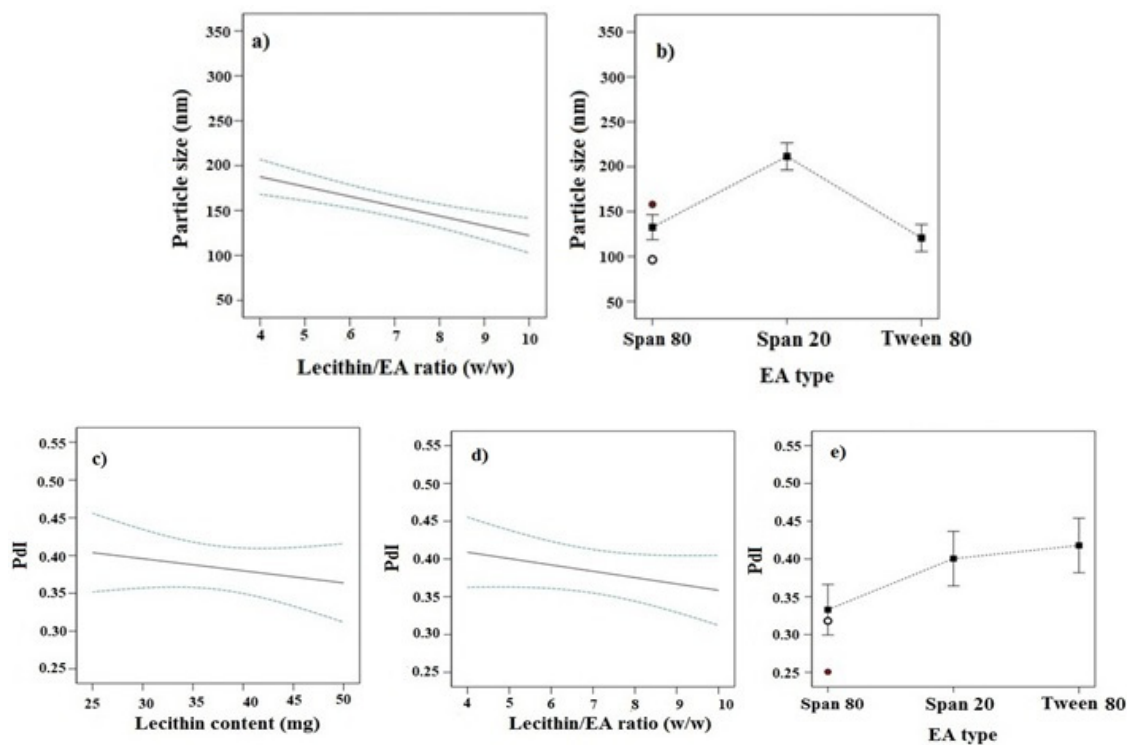 a)
350
300
250
200
150
100
50
Particle size (nm)
4 5 6 7 8 9 10
Lecithin/EA ratio (w/w)
b)
350
300
250
200
150
100
50
Particle size (nm)
Span 80 Span 20 Tween 80
EA type
c)
0.55
0.50
0.45
0.40
0.35
0.30
0.25
PdI
25 30 35 40 45 50
Lecithin content (mg)
d)
0.55
0.50
0.45
0.40
0.35
0.30
0.25
PdI
4 5 6 7 8 9 10
Lecithin/EA ratio (w/w)
e)
0.55
0.50
0.45
0.40
0.35
0.30
0.25
PdI
Span 80 Span 20 Tween 80
EA type